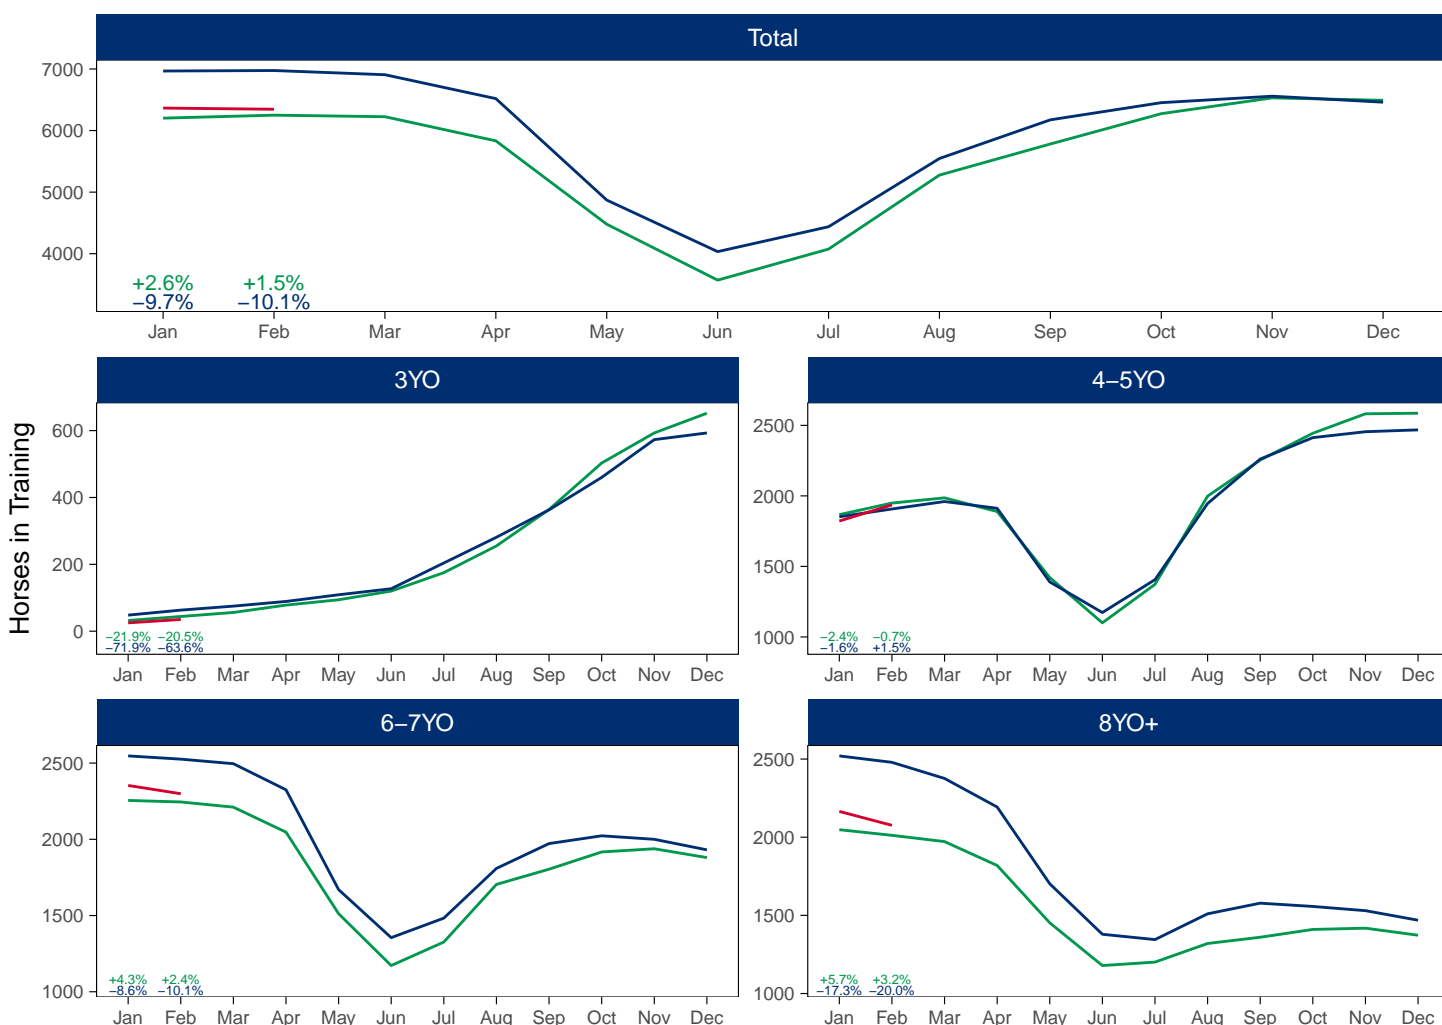 Total
7000
6000
5000
4000
+2.6% +1.5%
−9.7% −10.1%
Jan Feb Mar Apr May Jun Jul Aug Sep Oct Nov Dec
Horses in Training
3YO
600
400
200
0
−21.9% −20.5%
−71.9% −63.6%
Jan Feb Mar Apr May Jun Jul Aug Sep Oct Nov Dec
4−5YO
2500
2000
1500
1000
−2.4% −0.7%
−1.6% +1.5%
Jan Feb Mar Apr May Jun Jul Aug Sep Oct Nov Dec
6−7YO
2500
2000
1500
1000
+4.3% +2.4%
−8.6% −10.1%
Jan Feb Mar Apr May Jun Jul Aug Sep Oct Nov Dec
8YO+
2500
2000
1500
1000
+5.7% +3.2%
−17.3% −20.0%
Jan Feb Mar Apr May Jun Jul Aug Sep Oct Nov Dec